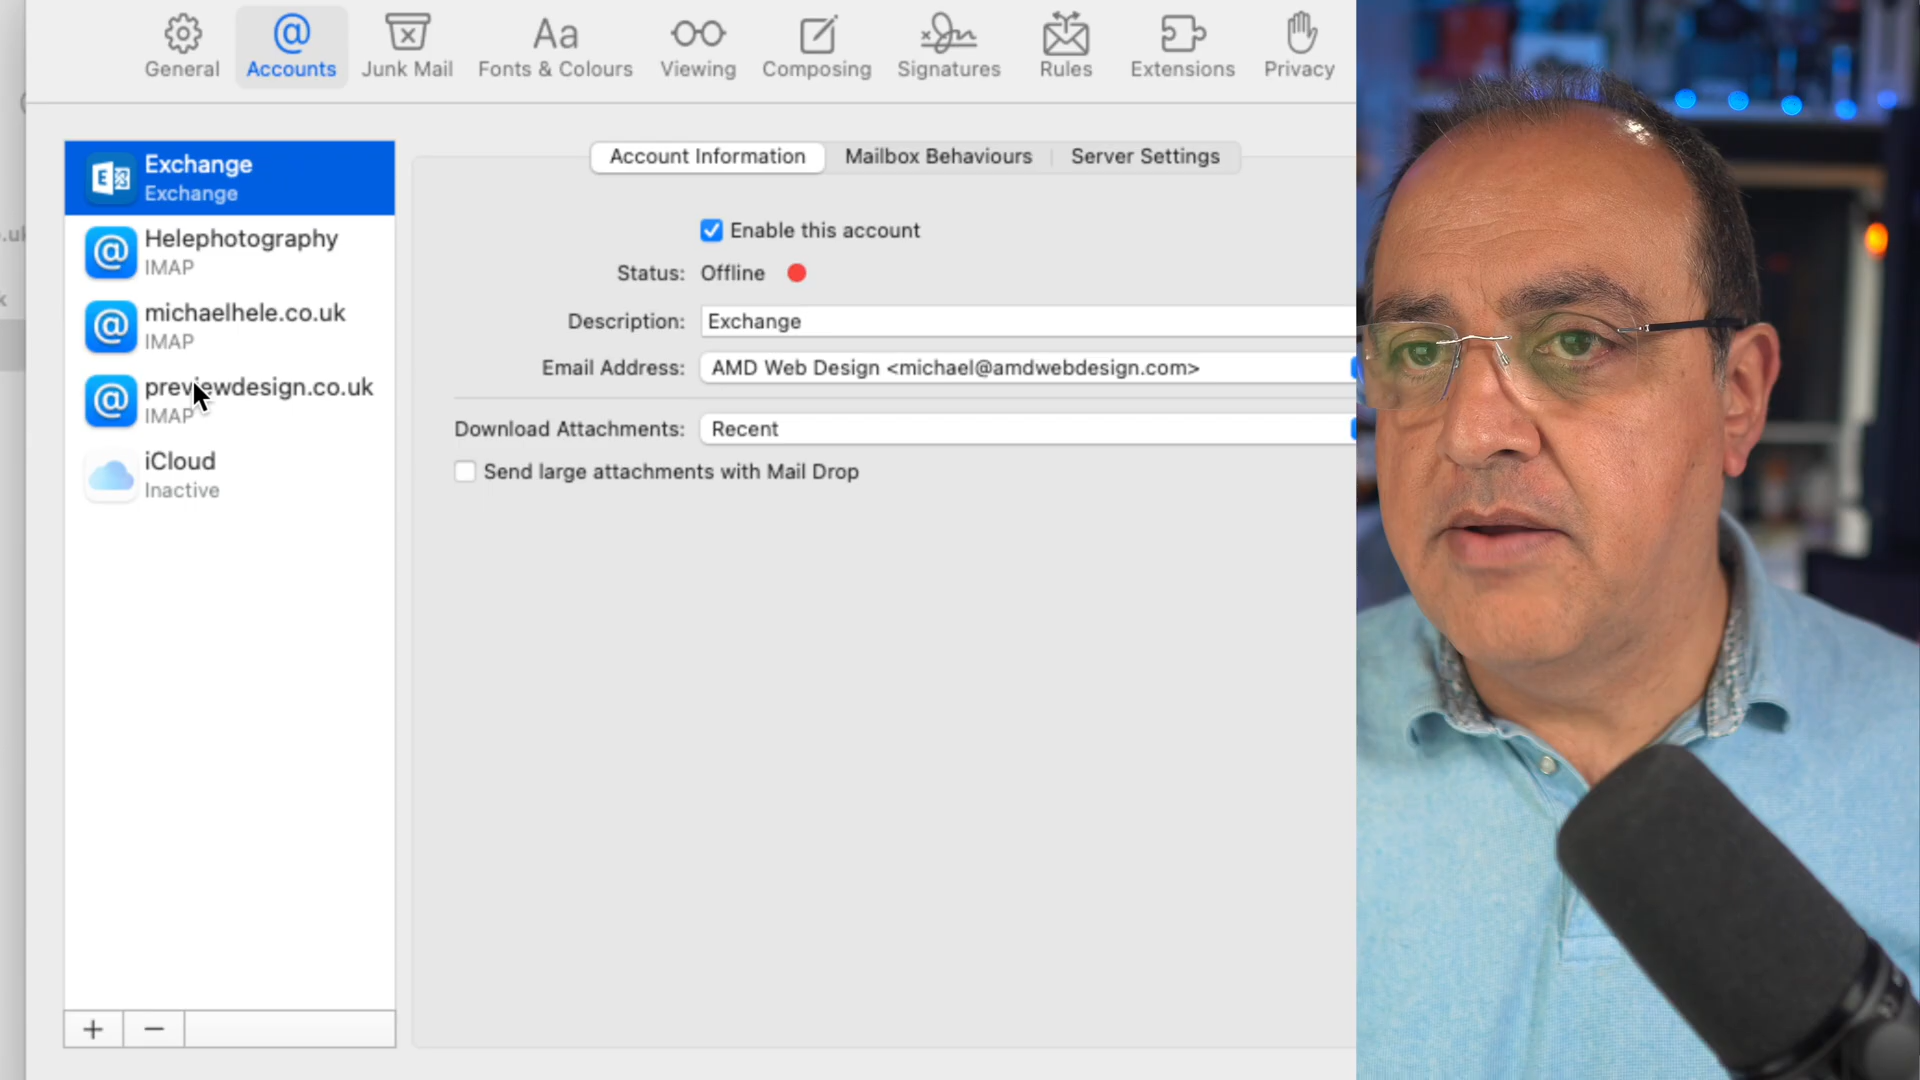 General
Accounts
Junk Mail
Fonts & Colours
Viewing
Composing
Signatures
Rules
Extensions
Privacy
Exchange
Exchange
Helephotography
IMAP
michaelhele.co.uk
IMAP
previewdesign.co.uk
IMAP
iCloud
Inactive
Account Information
Mailbox Behaviours
Server Settings
Enable this account
Status: Offline
Description: Exchange
Email Address: AMD Web Design <michael@amdwebdesign.com>
Download Attachments: Recent
Send large attachments with Mail Drop